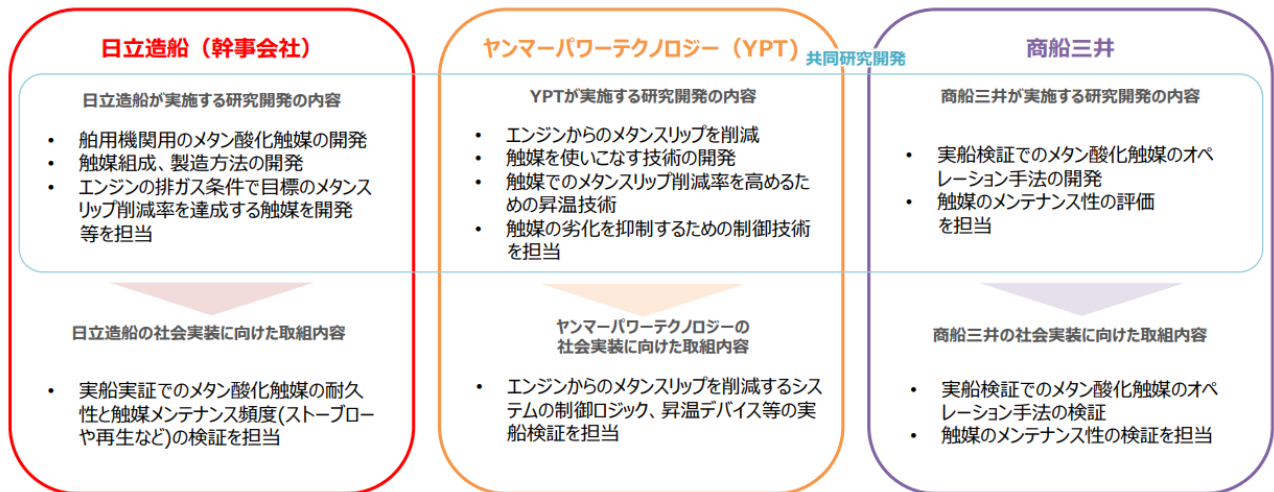 日立造船（幹事会社）
日立造船が実施する研究開発の内容
• 舶用機関用のメタン酸化触媒の開発
• 触媒組成、製造方法の開発
• エンジンの排ガス条件で目標のメタンス
リップ削減率を達成する触媒を開発
等を担当
日立造船の社会実装に向けた取組内容
• 実船実証でのメタン酸化触媒の耐久
性と触媒メンテナンス頻度(ストーブロー
や再生など)の検証を担当
ヤンマーパワーテクノロジー（YPT）
共同研究開発
YPTが実施する研究開発の内容
• エンジンからのメタンスリップを削減
• 触媒を使いこなす技術の開発
• 触媒でのメタンスリップ削減率を高めるた
めの昇温技術
• 触媒の劣化を抑制するための制御技術
を担当
ヤンマーパワーテクノロジーの
社会実装に向けた取組内容
• エンジンからのメタンスリップを削減するシス
テムの制御ロジック、昇温デバイス等の実
船検証を担当
商船三井
商船三井が実施する研究開発の内容
• 実船検証でのメタン酸化触媒のオペ
レーション手法の開発
• 触媒のメンテナンス性の評価
を担当
商船三井の社会実装に向けた取組内容
• 実船検証でのメタン酸化触媒のオペ
レーション手法の検証
• 触媒のメンテナンス性の検証を担当